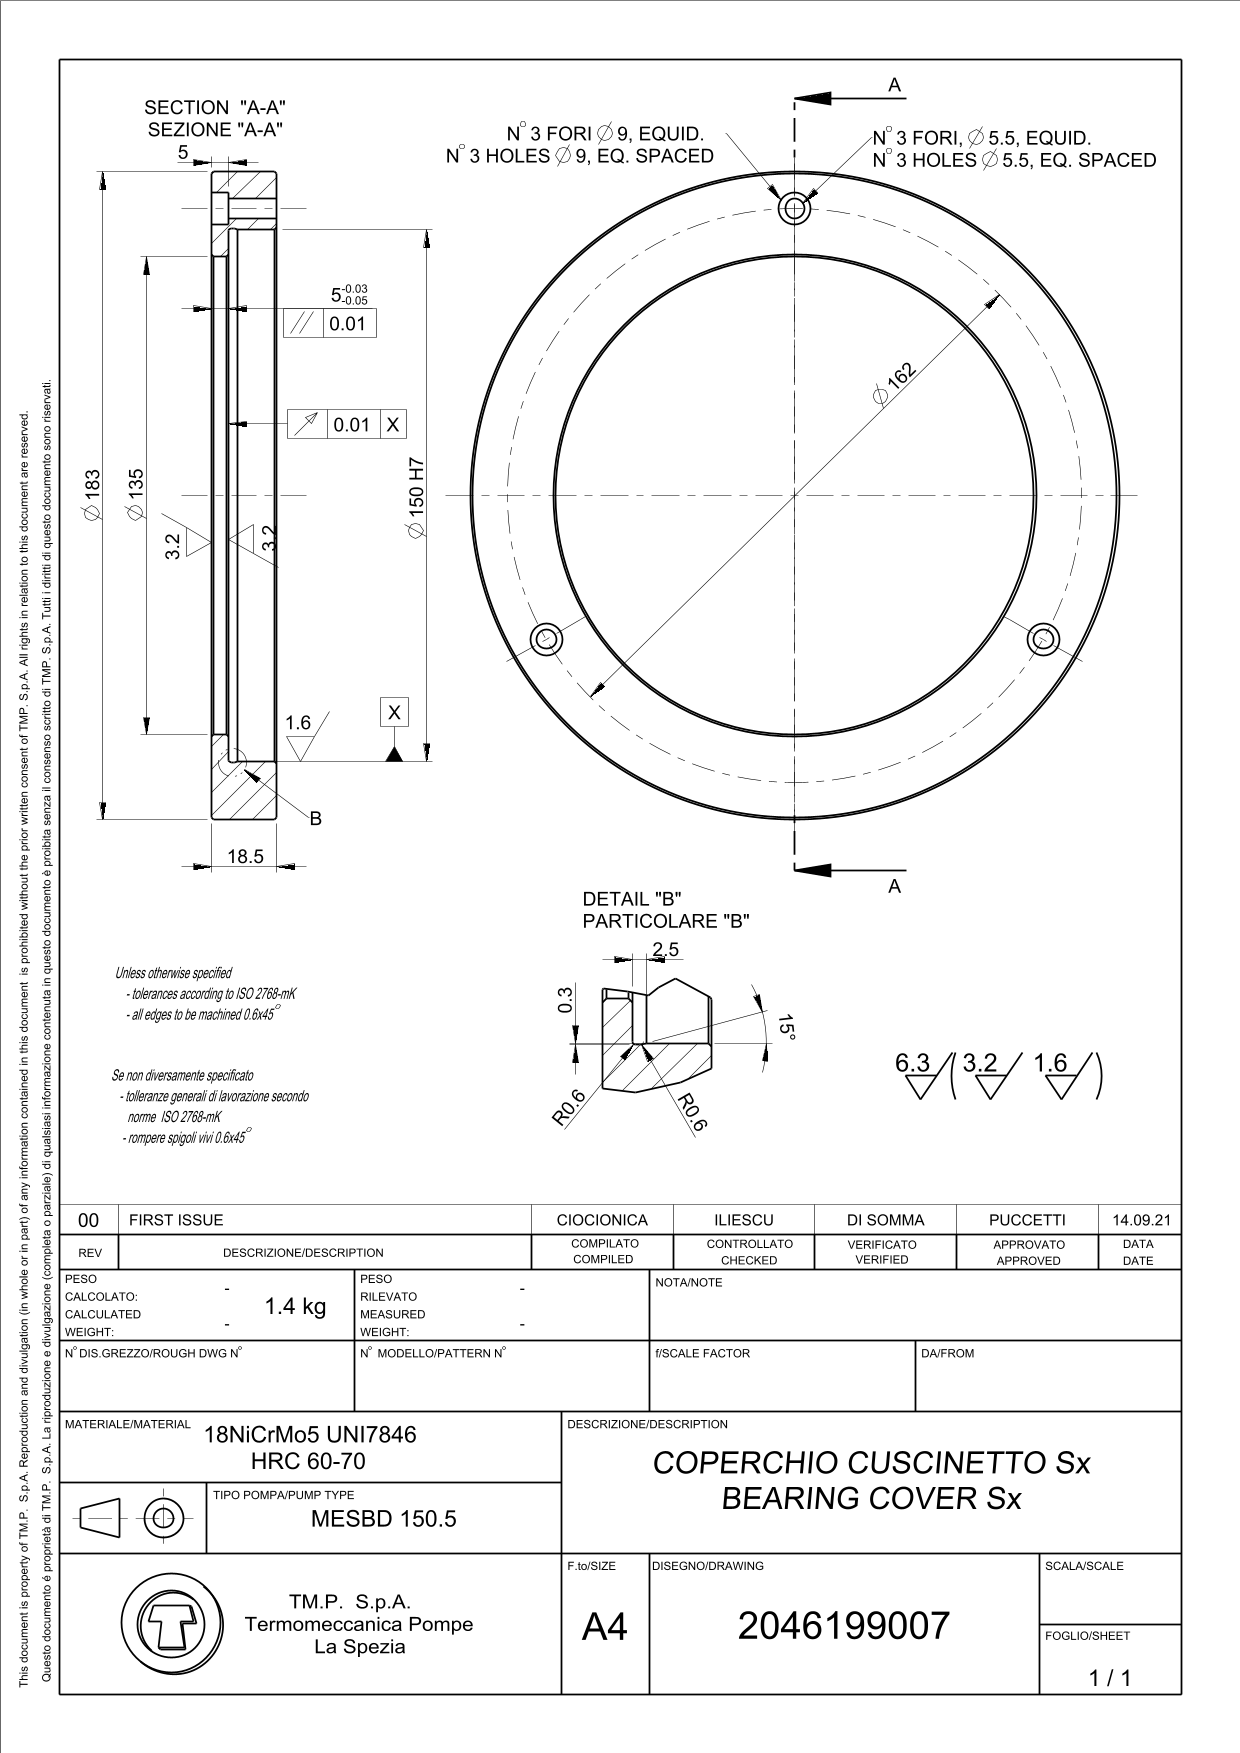 SECTION "A-A"
SEZIONE "A-A"
5
A
N° 3 FORI ∅ 9, EQUID.
N° 3 HOLES ∅ 9, EQ. SPACED
N° 3 FORI, ∅ 5.5, EQUID.
N° 3 HOLES ∅ 5.5, EQ. SPACED
5 -0.03
-0.05
// 0.01
0.01 X
∅ 162
∅ 183
∅ 135
∅ 150 H7
3.2
3.2
1.6
X
B
18.5
A
DETAIL "B"
PARTICOLARE "B"
2.5
0.3
15°
R0.6
R0.6
6.3 ( 3.2 1.6 )
Unless otherwise specified
- tolerances according to ISO 2768-mK
- all edges to be machined 0.6x45°
Se non diversamente specificato
- tolleranze generali di lavorazione secondo
norme ISO 2768-mK
- rompere spigoli vivi 0.6x45°
This document is property of TM.P. S.p.A. Reproduction and divulgation (in whole or in part) of any information contained in this document is prohibited without the prior written consent of TMP. S.p.A. All rights in relation to this document are reserved.
Questo documento é proprietà di TM.P. S.p.A. La riproduzione e divulgazione (completa o parziale) di qualsiasi informazione contenuta in questo documento è proibita senza il consenso scritto di TMP. S.p.A. Tutti i diritti di questo documento sono riservati.
00 FIRST ISSUE CIOCIONICA ILIESCU DI SOMMA PUCCETTI 14.09.21
REV DESCRIZIONE/DESCRIPTION COMPILATO CONTROLLATO VERIFICATO APPROVATO DATA
COMPILED CHECKED VERIFIED APPROVED DATE
PESO
CALCOLATO: -
CALCULATED 1.4 kg
WEIGHT: -
PESO
RILEVATO -
MEASURED
WEIGHT: -
NOTA/NOTE
N° DIS.GREZZO/ROUGH DWG N°
N° MODELLO/PATTERN N°
f/SCALE FACTOR
DA/FROM
MATERIALE/MATERIAL 18NiCrMo5 UNI7846
HRC 60-70
DESCRIZIONE/DESCRIPTION
COPERCHIO CUSCINETTO Sx
BEARING COVER Sx
TIPO POMPA/PUMP TYPE
MESBD 150.5
TM.P. S.p.A.
Termomeccanica Pompe
La Spezia
F.to/SIZE
A4
DISEGNO/DRAWING
2046199007
SCALA/SCALE
FOGLIO/SHEET
1 / 1